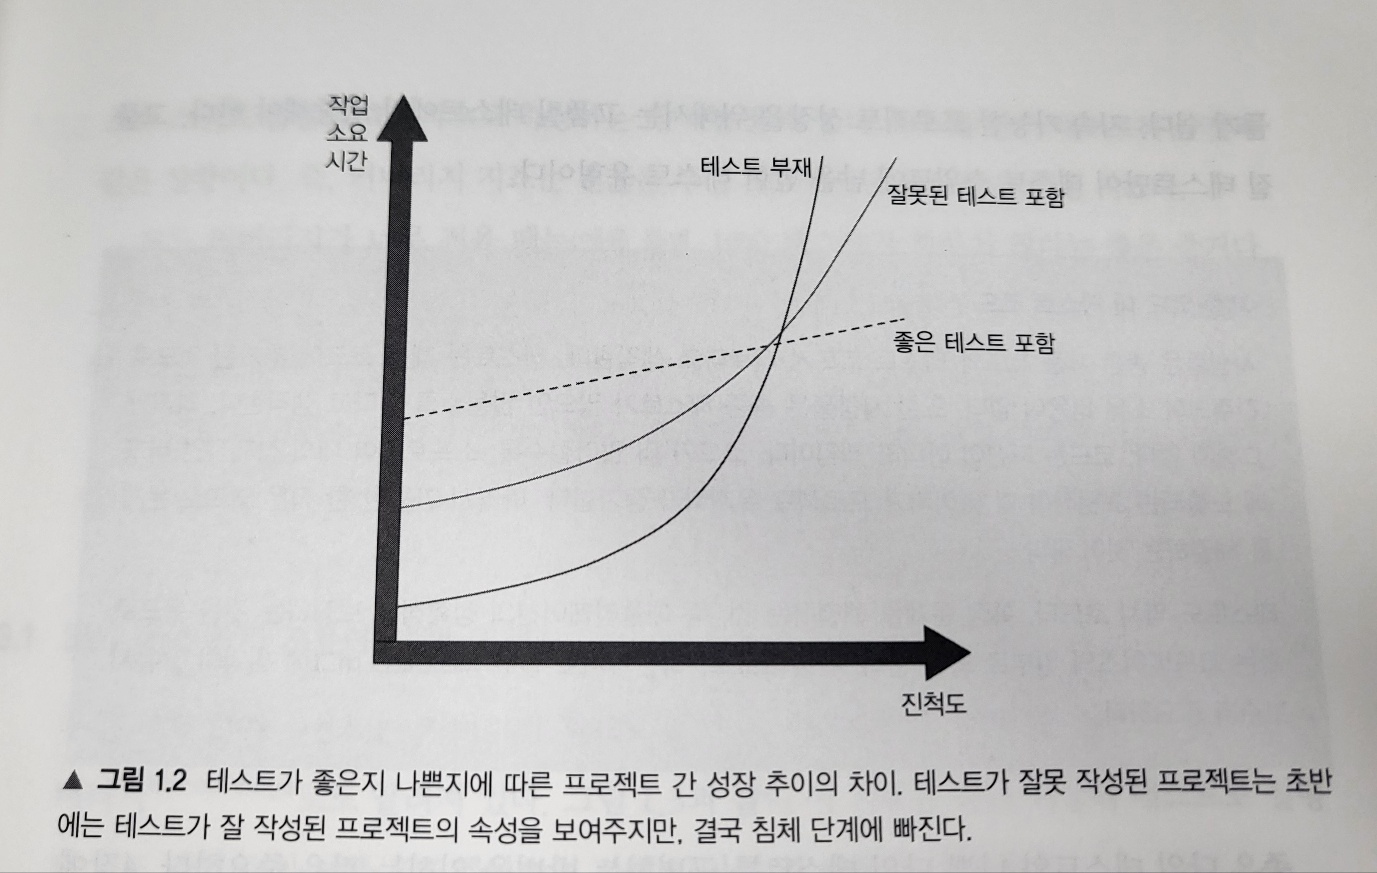 작업
소요
시간
테스트 부재
잘못된 테스트 포함
좋은 테스트 포함
진척도
▲ 그림 1.2 테스트가 좋은지 나쁜지에 따른 프로젝트 간 성장 추이의 차이. 테스트가 잘못 작성된 프로젝트는 초반
에는 테스트가 잘 작성된 프로젝트의 속성을 보여주지만, 결국 침체 단계에 빠진다.